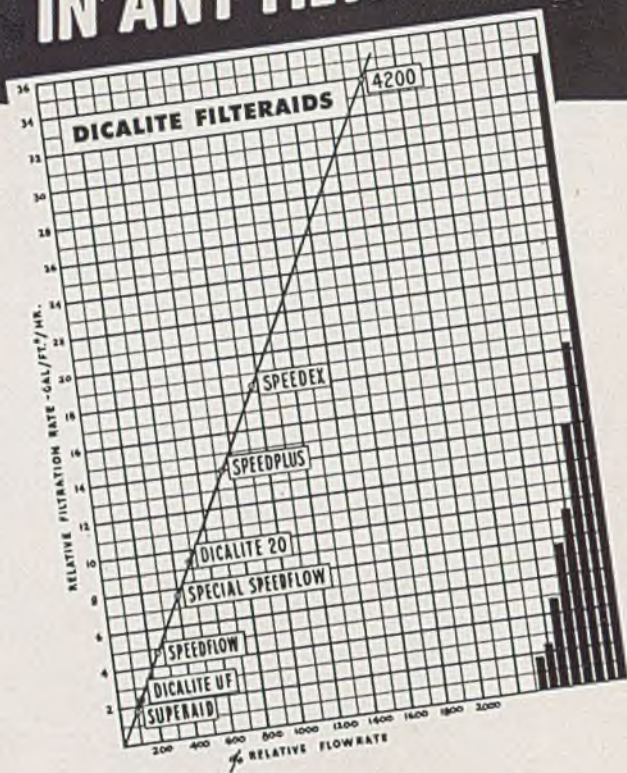 IN ANY
36
34
32
30
28
26
24
22
20
18
16
14
12
10
8
6
4
2
RELATIVE FILTRATION RATE - GAL/FT.²/HR.
DICALITE FILTERAIDS
4200
SPEEDEX
SPEEDPLUS
DICALITE 20
SPECIAL SPEEDFLOW
SPEEDFLOW
DICALITE UF
SUPERAID
200 400 600 800 1000 1200 1400 1600 1800 2000
% RELATIVE FLOWRATE